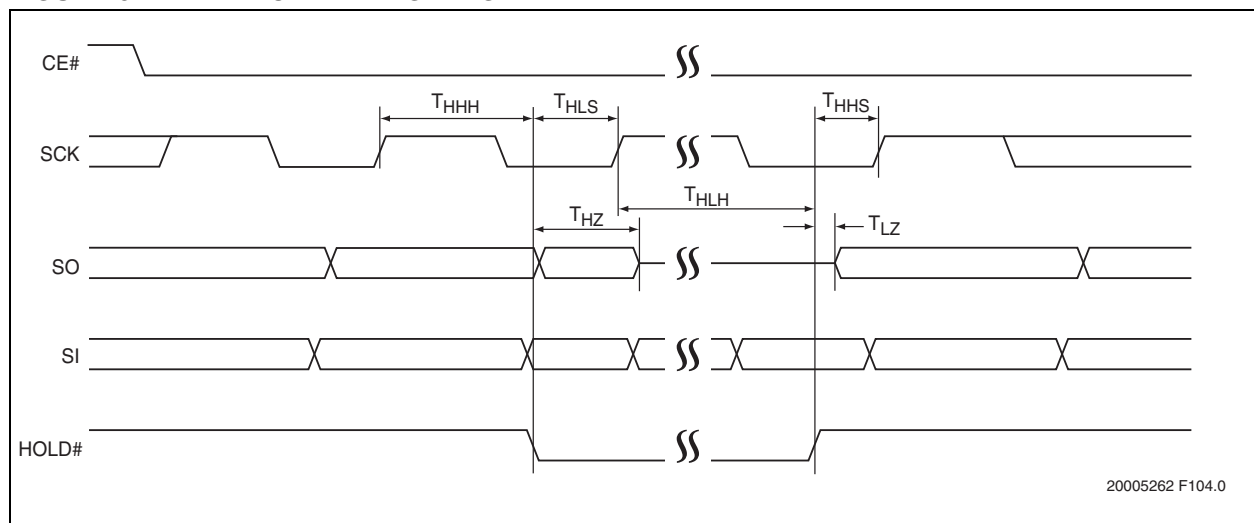 CE#
THHH
THLS
THHS
SCK
THLH
THZ
TLZ
SO
SI
HOLD#
20005262 F104.0